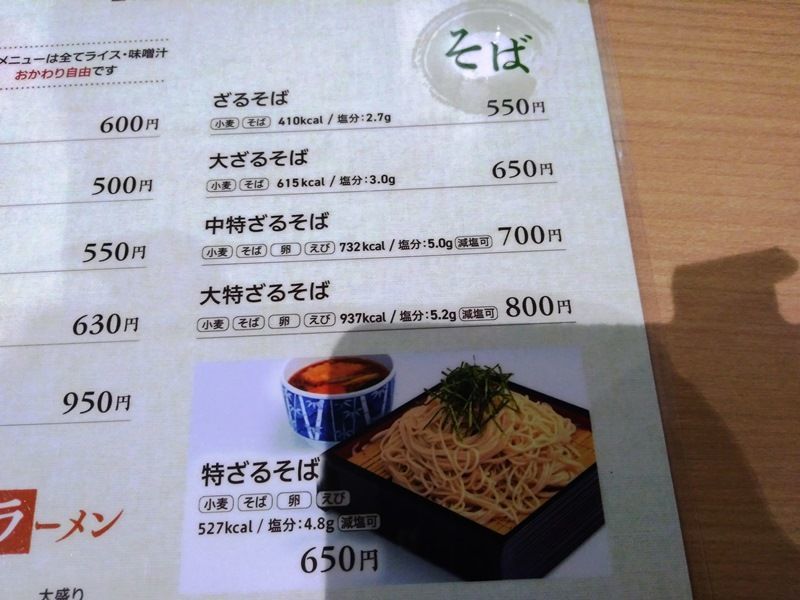 メニューは全てライス・味噌汁
おかわり自由です
600円
500円
550円
630円
950円
ラーメン
大盛り
そば
ざるそば
小麦 そば 410kcal / 塩分:2.7g 550円
大ざるそば
小麦 そば 615kcal / 塩分:3.0g 650円
中特ざるそば
小麦 そば 卵 えび 732kcal / 塩分:5.0g 減塩可 700円
大特ざるそば
小麦 そば 卵 えび 937kcal / 塩分:5.2g 減塩可 800円
特ざるそば
小麦 そば 卵 えび
527kcal / 塩分:4.8g 減塩可
650円